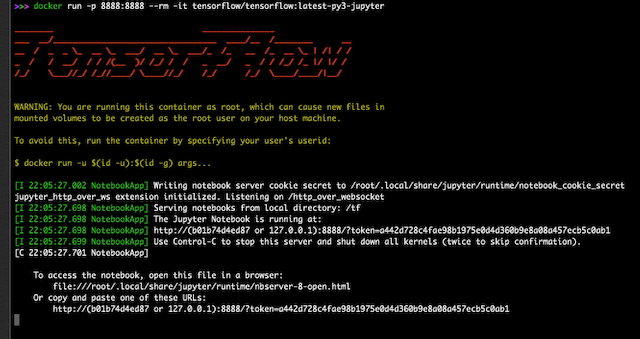 >>> docker run -p 8888:8888 --rm -it tensorflow/tensorflow:latest-py3-jupyter
TensorFlow
WARNING: You are running this container as root, which can cause new files in
mounted volumes to be created as the root user on your host machine.
To avoid this, run the container by specifying your user's userid:
$ docker run -u $(id -u):$(id -g) args...
[I 22:05:27.002 NotebookApp] Writing notebook server cookie secret to /root/.local/share/jupyter/runtime/notebook_cookie_secret
jupyter_http_over_ws extension initialized. Listening on /http_over_websocket
[I 22:05:27.698 NotebookApp] Serving notebooks from local directory: /tf
[I 22:05:27.698 NotebookApp] The Jupyter Notebook is running at:
[I 22:05:27.698 NotebookApp] http://(b01b74d4ed87 or 127.0.0.1):8888/?token=a442d728c4fae98b1975e0d4d360b9e8a08a457ecb5c0ab1
[I 22:05:27.699 NotebookApp] Use Control-C to stop this server and shut down all kernels (twice to skip confirmation).
[C 22:05:27.701 NotebookApp]
To access the notebook, open this file in a browser:
file:///root/.local/share/jupyter/runtime/nbserver-8-open.html
Or copy and paste one of these URLs:
http://(b01b74d4ed87 or 127.0.0.1):8888/?token=a442d728c4fae98b1975e0d4d360b9e8a08a457ecb5c0ab1